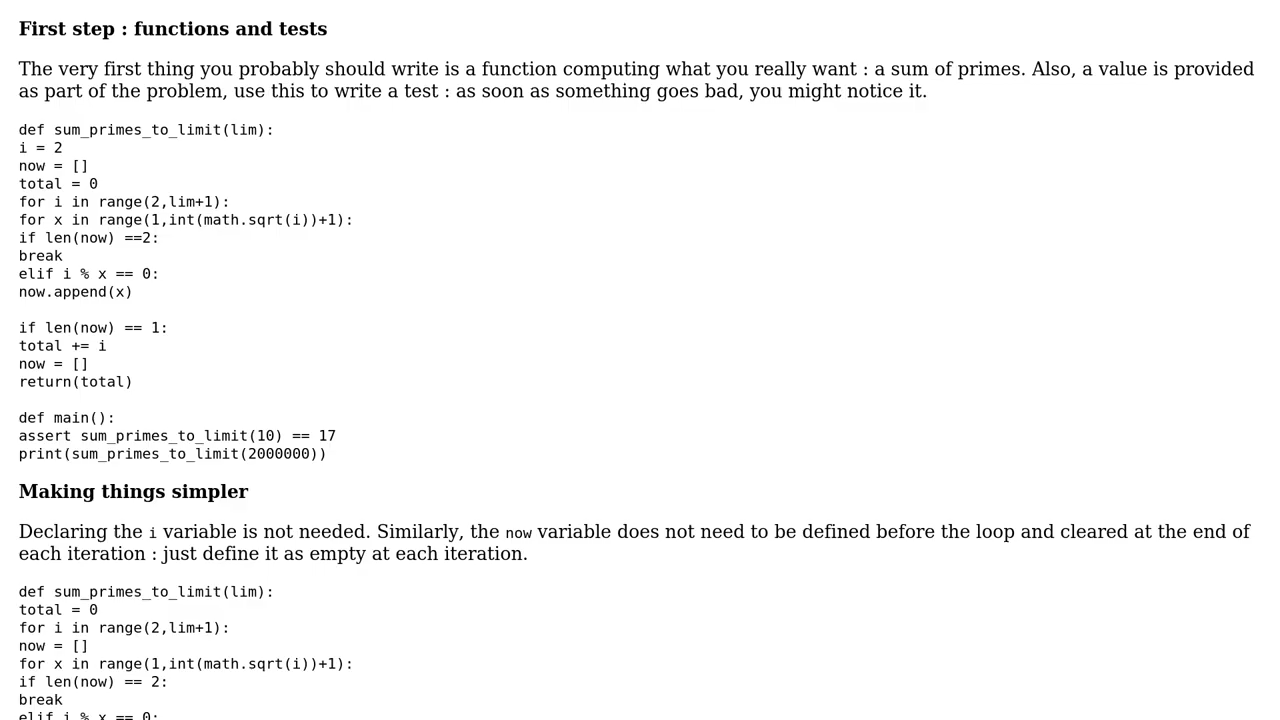 First step : functions and tests
The very first thing you probably should write is a function computing what you really want : a sum of primes. Also, a value is provided
as part of the problem, use this to write a test : as soon as something goes bad, you might notice it.
def sum_primes_to_limit(lim):
i = 2
now = []
total = 0
for i in range(2,lim+1):
for x in range(1,int(math.sqrt(i))+1):
if len(now) ==2:
break
elif i % x == 0:
now.append(x)
if len(now) == 1:
total += i
now = []
return(total)
def main():
assert sum_primes_to_limit(10) == 17
print(sum_primes_to_limit(2000000))
Making things simpler
Declaring the i variable is not needed. Similarly, the now variable does not need to be defined before the loop and cleared at the end of
each iteration : just define it as empty at each iteration.
def sum_primes_to_limit(lim):
total = 0
for i in range(2,lim+1):
now = []
for x in range(1,int(math.sqrt(i))+1):
if len(now) == 2:
break
elif i % x == 0: